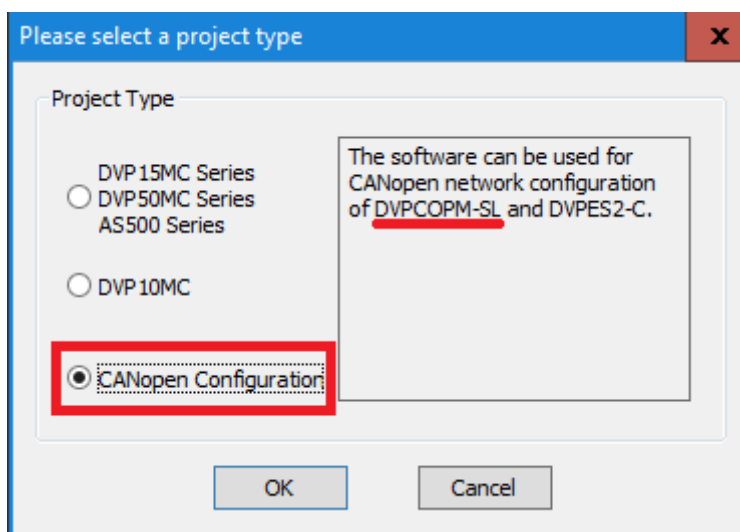 Please select a project type
x
Project Type
DVP15MC Series
DVP50MC Series
AS500 Series
DVP10MC
CANopen Configuration
The software can be used for
CANopen network configuration
of DVPCOPM-SL and DVPES2-C.
OK
Cancel